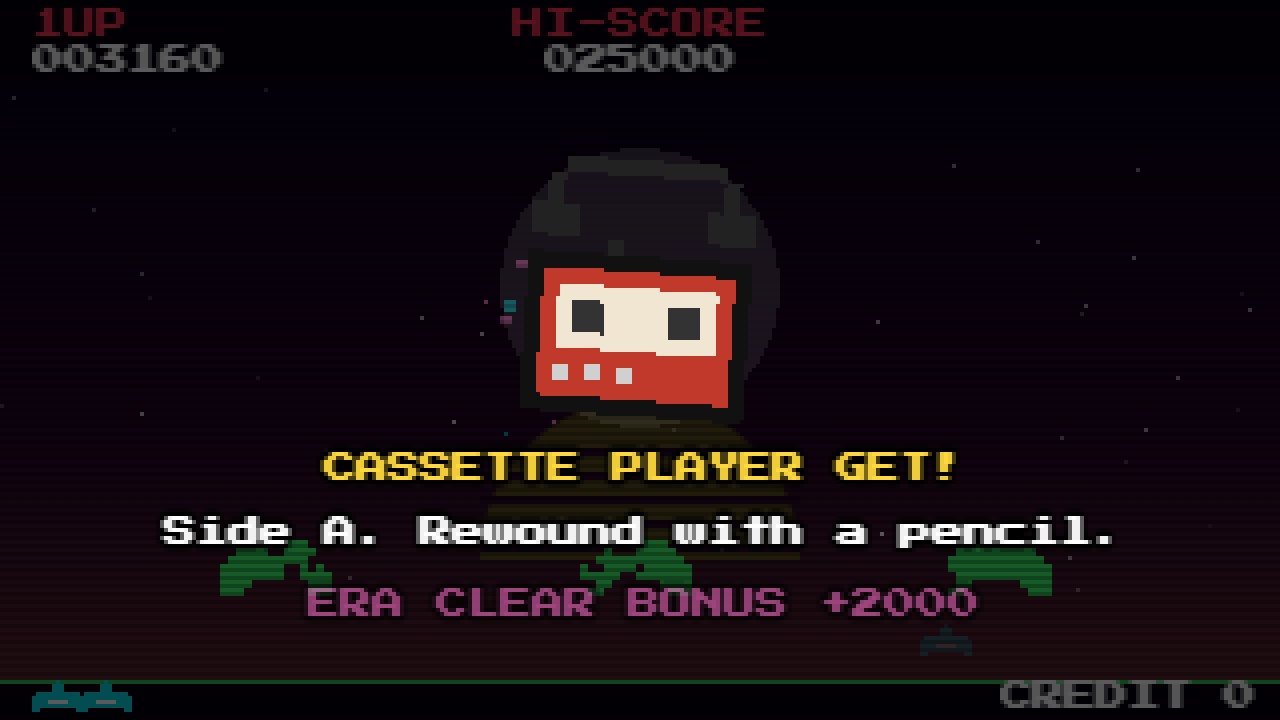 1UP HI-SCORE
003160 025000
CASSETTE PLAYER GET!
Side A. Rewound with a pencil.
ERA CLEAR BONUS +2000
CREDIT 0